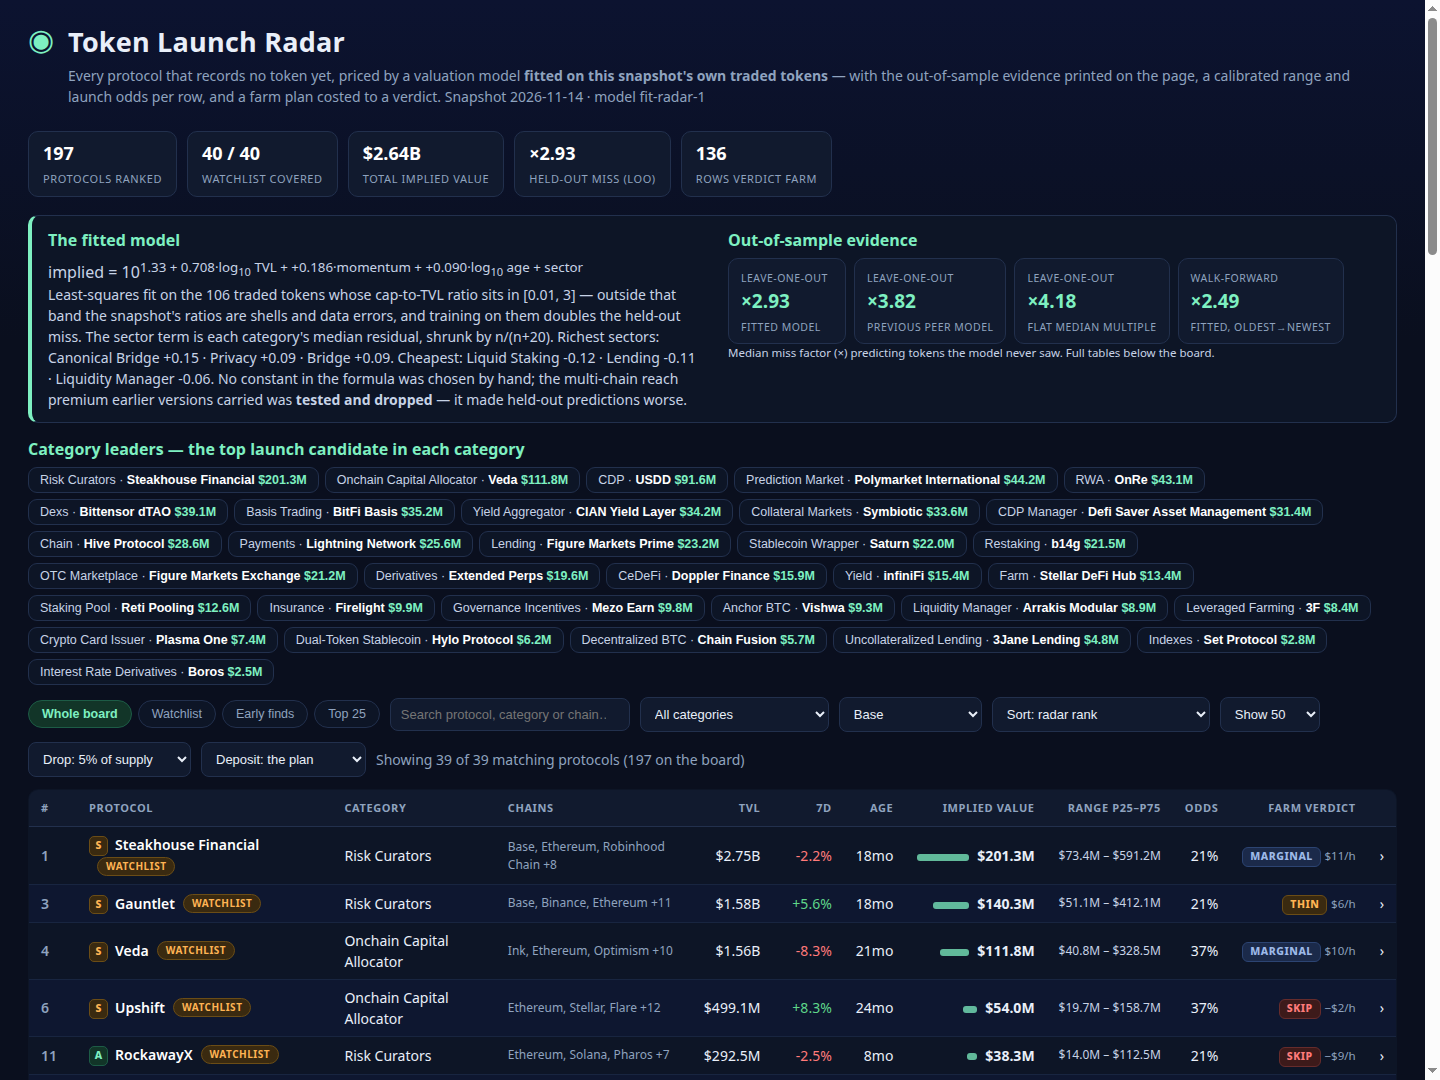 Token Launch Radar
Every protocol that records no token yet, priced by a valuation model fitted on this snapshot's own traded tokens — with the out-of-sample evidence printed on the page, a calibrated range and
launch odds per row, and a farm plan costed to a verdict. Snapshot 2026-11-14 · model fit-radar-1
197
PROTOCOLS RANKED
40 / 40
WATCHLIST COVERED
$2.64B
TOTAL IMPLIED VALUE
×2.93
HELD-OUT MISS (LOO)
136
ROWS VERDICT FARM
The fitted model
implied = 10^1.33 + 0.708·log10 TVL + +0.186·momentum + +0.090·log10 age + sector
Least-squares fit on the 106 traded tokens whose cap-to-TVL ratio sits in [0.01, 3] — outside that
band the snapshot's ratios are shells and data errors, and training on them doubles the held-out
miss. The sector term is each category's median residual, shrunk by n/(n+20). Richest sectors:
Canonical Bridge +0.15 · Privacy +0.09 · Bridge +0.09. Cheapest: Liquid Staking -0.12 · Lending -0.11
· Liquidity Manager -0.06. No constant in the formula was chosen by hand; the multi-chain reach
premium earlier versions carried was tested and dropped — it made held-out predictions worse.
Out-of-sample evidence
LEAVE-ONE-OUT
×2.93
FITTED MODEL
LEAVE-ONE-OUT
×3.82
PREVIOUS PEER MODEL
LEAVE-ONE-OUT
×4.18
FLAT MEDIAN MULTIPLE
WALK-FORWARD
×2.49
FITTED, OLDEST→NEWEST
Median miss factor (×) predicting tokens the model never saw. Full tables below the board.
Category leaders — the top launch candidate in each category
Risk Curators · Steakhouse Financial $201.3M Onchain Capital Allocator · Veda $111.8M CDP · USDD $91.6M Prediction Market · Polymarket International $44.2M RWA · OnRe $43.1M
Dexs · Bittensor dTAO $39.1M Basis Trading · BitFi Basis $35.2M Yield Aggregator · CIAN Yield Layer $34.2M Collateral Markets · Symbiotic $33.6M CDP Manager · Defi Saver Asset Management $31.4M
Chain · Hive Protocol $28.6M Payments · Lightning Network $25.6M Lending · Figure Markets Prime $23.2M Stablecoin Wrapper · Saturn $22.0M Restaking · b14g $21.5M
OTC Marketplace · Figure Markets Exchange $21.2M Derivatives · Extended Perps $19.6M CeDeFi · Doppler Finance $15.9M Yield · infiniFi $15.4M Farm · Stellar DeFi Hub $13.4M
Staking Pool · Reti Pooling $12.6M Insurance · Firelight $9.9M Governance Incentives · Mezo Earn $9.8M Anchor BTC · Vishwa $9.3M Liquidity Manager · Arrakis Modular $8.9M Leveraged Farming · 3F $8.4M
Crypto Card Issuer · Plasma One $7.4M Dual-Token Stablecoin · Hylo Protocol $6.2M Decentralized BTC · Chain Fusion $5.7M Uncollateralized Lending · 3Jane Lending $4.8M Indexes · Set Protocol $2.8M
Interest Rate Derivatives · Boros $2.5M
Whole board Watchlist Early finds Top 25 Search protocol, category or chain.. All categories Base Sort: radar rank Show 50
Drop: 5% of supply Deposit: the plan Showing 39 of 39 matching protocols (197 on the board)
# PROTOCOL CATEGORY CHAINS TVL 7D AGE IMPLIED VALUE RANGE P25–P75 ODDS FARM VERDICT
1 S Steakhouse Financial WATCHLIST Risk Curators Base, Ethereum, Robinhood Chain +8 $2.75B -2.2% 18mo $201.3M $73.4M – $591.2M 21% MARGINAL $11/h ›
3 S Gauntlet WATCHLIST Risk Curators Base, Binance, Ethereum +11 $1.58B +5.6% 18mo $140.3M $51.1M – $412.1M 21% THIN $6/h ›
4 S Veda WATCHLIST Onchain Capital Allocator Ink, Ethereum, Optimism +10 $1.56B -8.3% 21mo $111.8M $40.8M – $328.5M 37% MARGINAL $10/h ›
6 S Upshift WATCHLIST Onchain Capital Allocator Ethereum, Stellar, Flare +12 $499.1M +8.3% 24mo $54.0M $19.7M – $158.7M 37% SKIP −$2/h ›
11 A RockawayX WATCHLIST Risk Curators Ethereum, Solana, Pharos +7 $292.5M -2.5% 8mo $38.3M $14.0M – $112.5M 21% SKIP −$9/h ›